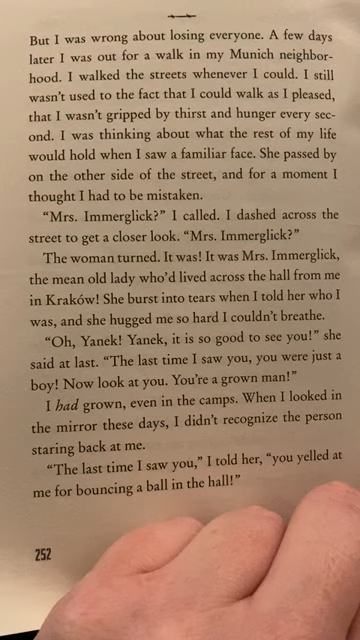 But I was wrong about losing everyone. A few days
later I was out for a walk in my Munich neighbor-
hood. I walked the streets whenever I could. I still
wasn't used to the fact that I could walk as I pleased,
that I wasn't gripped by thirst and hunger every sec-
ond. I was thinking about what the rest of my life
would hold when I saw a familiar face. She passed by
on the other side of the street, and for a moment I
thought I had to be mistaken.
"Mrs. Immerglick?" I called. I dashed across the
street to get a closer look. "Mrs. Immerglick?"
The woman turned. It was! It was Mrs. Immerglick,
the mean old lady who'd lived across the hall from me
in Kraków! She burst into tears when I told her who I
was, and she hugged me so hard I couldn't breathe.
"Oh, Yanek! Yanek, it is so good to see you!" she
said at last. "The last time I saw you, you were just a
boy! Now look at you. You're a grown man!"
I had grown, even in the camps. When I looked in
the mirror these days, I didn't recognize the person
staring back at me.
"The last time I saw you," I told her, "you yelled at
me for bouncing a ball in the hall!"
252